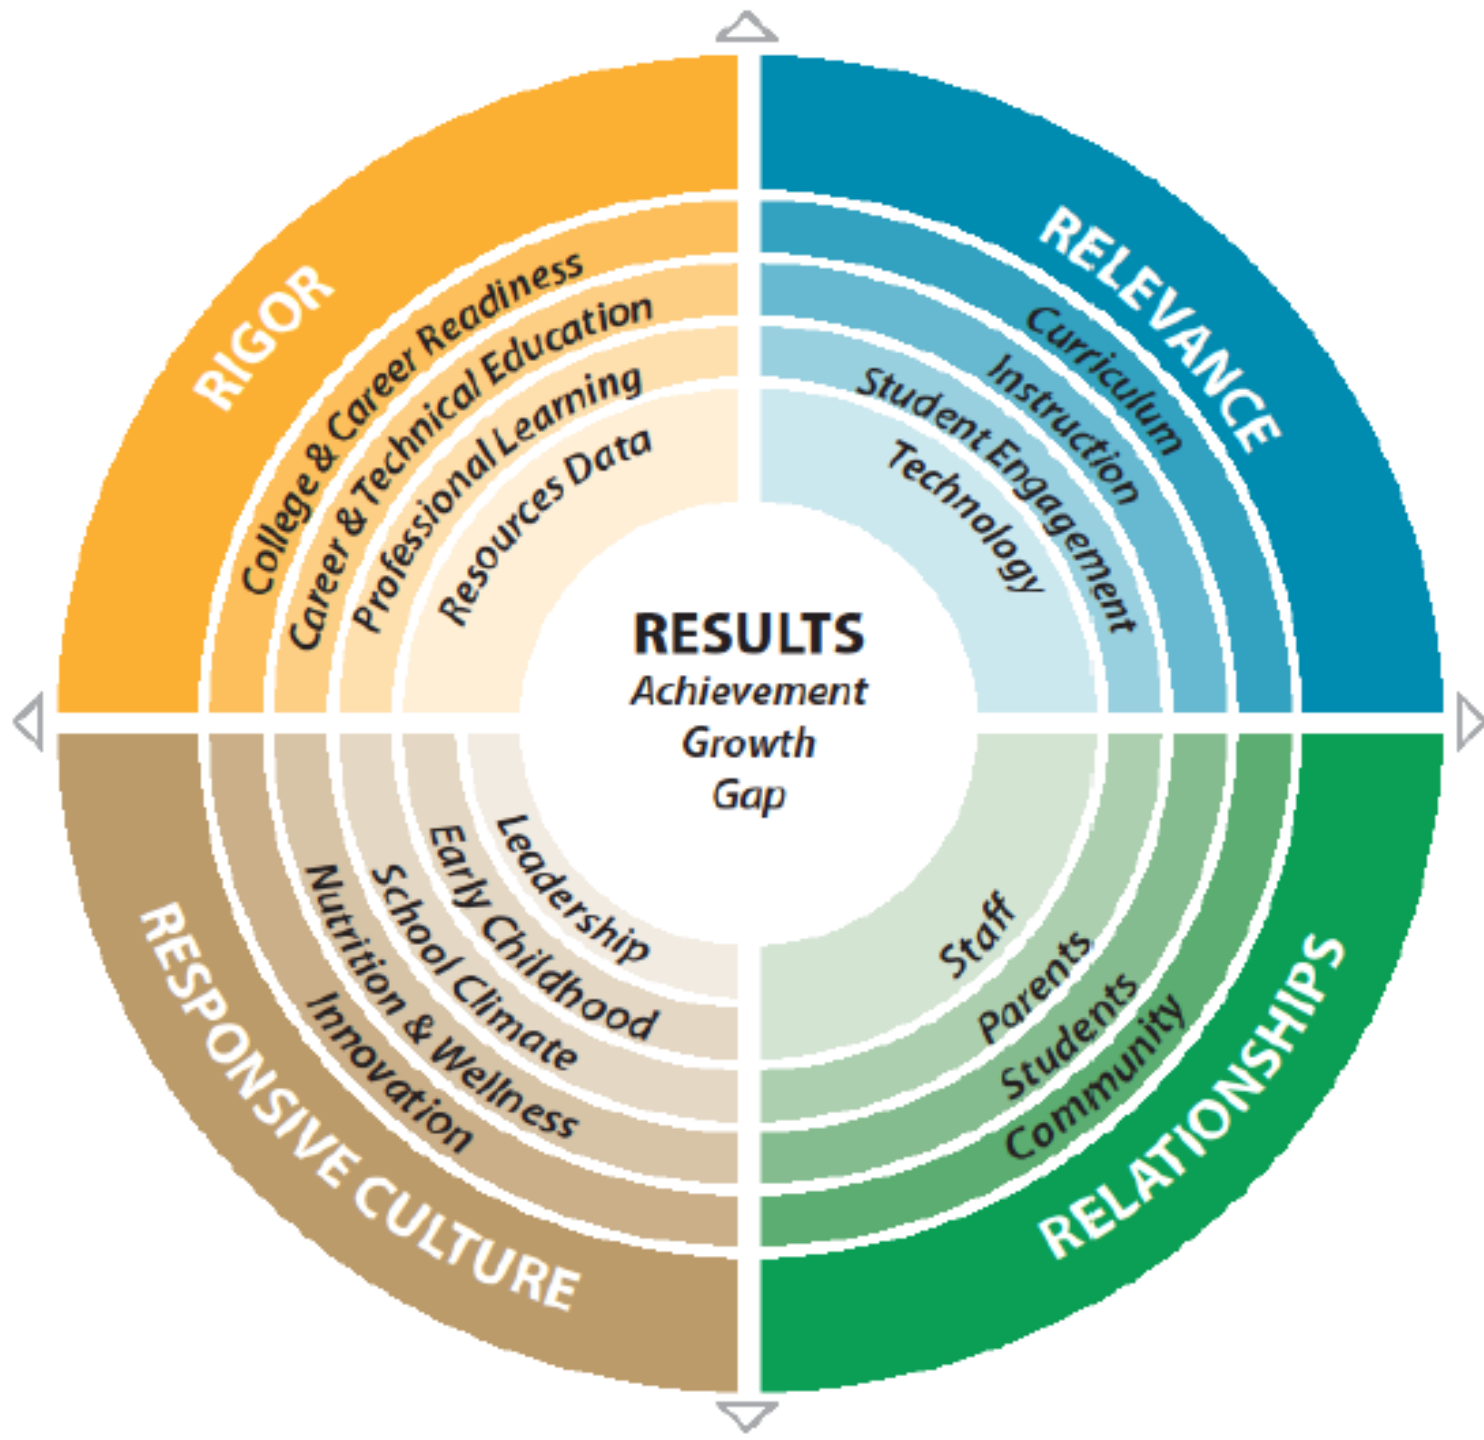 RIGOR
College & Career Readiness
Career & Technical Education
Professional Learning
Resources Data
RELEVANCE
Curriculum
Instruction
Student Engagement
Technology
RESULTS
Achievement
Growth
Gap
Leadership
Early Childhood
School Climate
Nutrition & Wellness
Innovation
RESPONSIVE CULTURE
Staff
Parents
Students
Community
RELATIONSHIPS